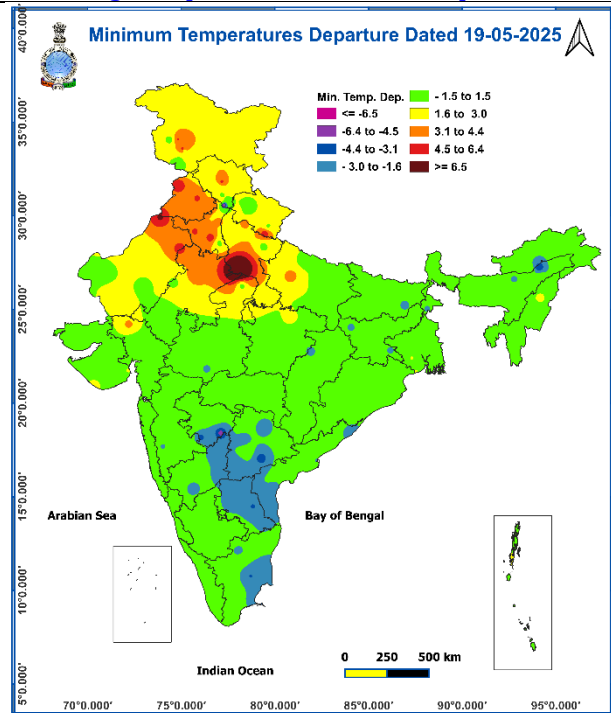 Minimum Temperatures Departure Dated 19-05-2025
Min. Temp. Dep.
<= -6.5
-6.4 to -4.5
-4.4 to -3.1
- 3.0 to -1.6
- 1.5 to 1.5
1.6 to 3.0
3.1 to 4.4
4.5 to 6.4
>= 6.5
40°0.000'
35°0.000'
30°0.000'
25°0.000'
20°0.000'
15°0.000'
10°0.000'
5°0.000'
Arabian Sea
Bay of Bengal
Indian Ocean
0 250 500 km
70°0.000' 75°0.000' 80°0.000' 85°0.000' 90°0.000' 95°0.000'